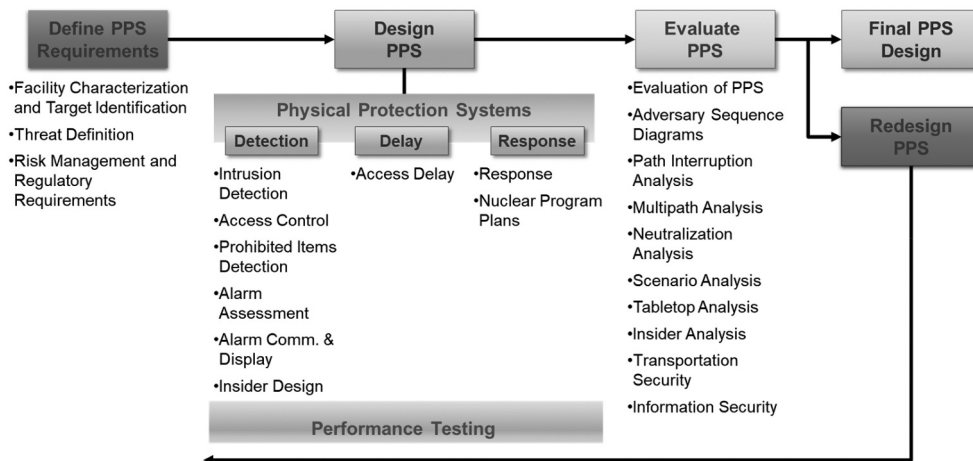 Define PPS
Requirements
•Facility Characterization
and Target Identification
•Threat Definition
•Risk Management and
Regulatory
Requirements
Design
PPS
Physical Protection Systems
Detection
•Intrusion
Detection
•Access Control
•Prohibited Items
Detection
•Alarm
Assessment
•Alarm Comm. &
Display
•Insider Design
Delay
•Access Delay
Response
•Response
•Nuclear Program
Plans
Performance Testing
Evaluate
PPS
•Evaluation of PPS
•Adversary Sequence
Diagrams
•Path Interruption
Analysis
•Multipath Analysis
•Neutralization
Analysis
•Scenario Analysis
•Tabletop Analysis
•Insider Analysis
•Transportation
Security
•Information Security
Final PPS
Design
Redesign
PPS